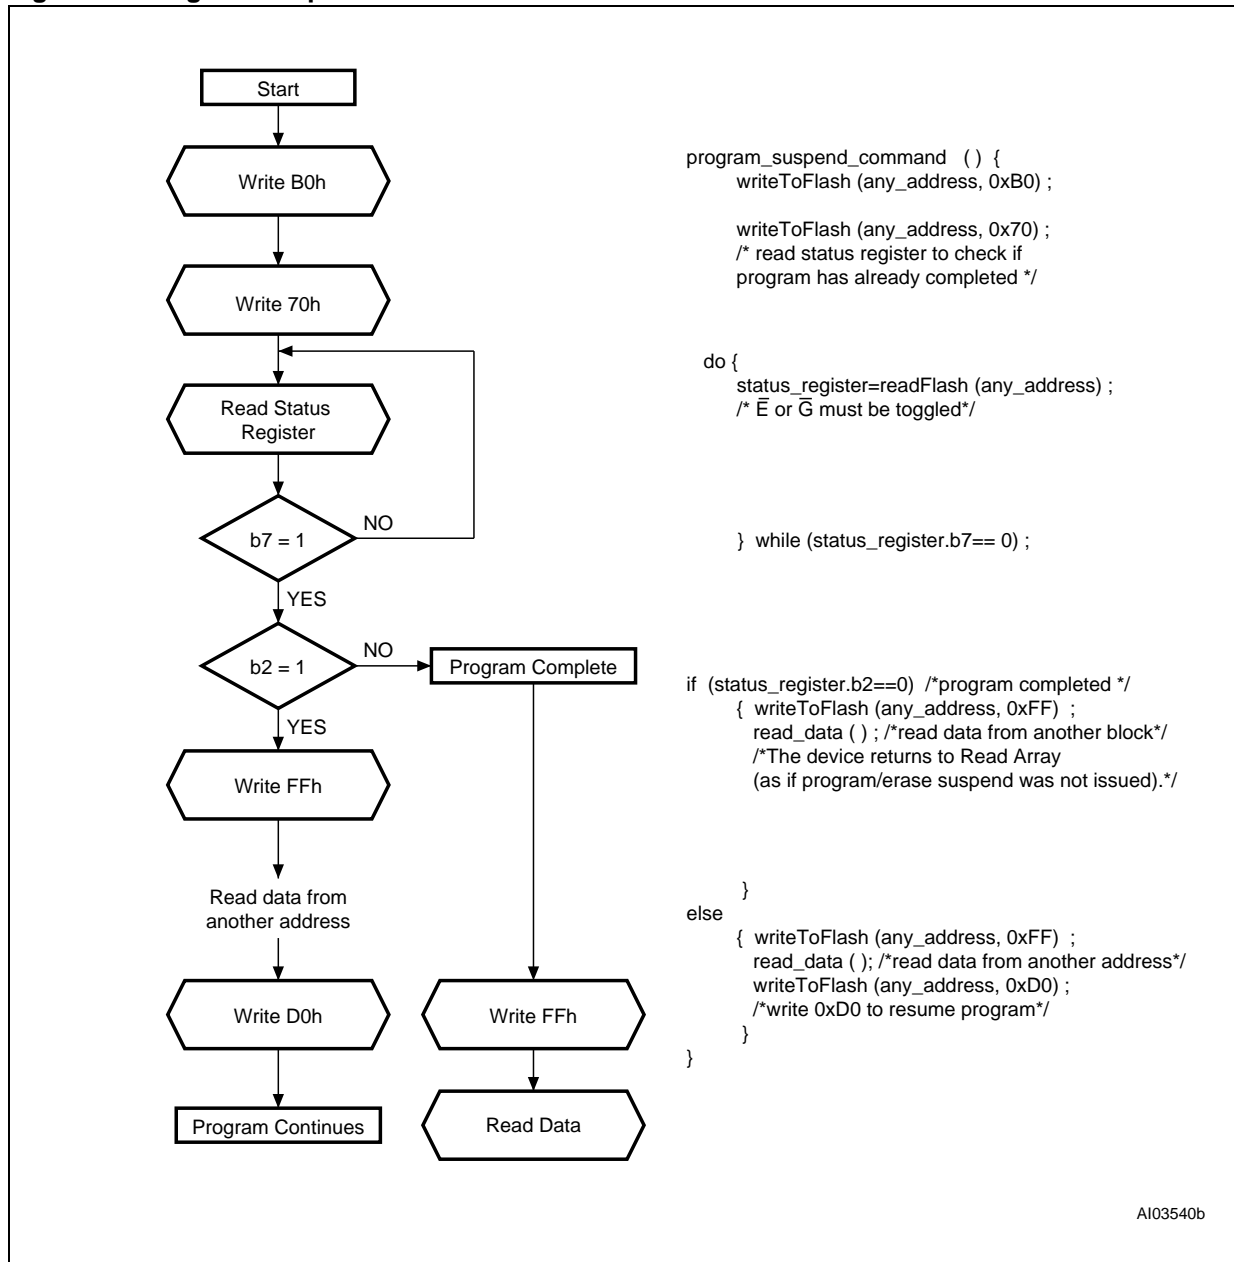 Start
Write B0h
Write 70h
Read Status
Register
NO
b7 = 1
YES
NO
b2 = 1
Program Complete
YES
Write FFh
Read data from
another address
Write D0h
Write FFh
Program Continues
Read Data
program_suspend_command ( ) {
writeToFlash (any_address, 0xB0) ;
writeToFlash (any_address, 0x70) ;
/* read status register to check if
program has already completed */
do {
status_register=readFlash (any_address) ;
/* E̅ or G̅ must be toggled*/
} while (status_register.b7== 0) ;
if (status_register.b2==0) /*program completed */
{ writeToFlash (any_address, 0xFF) ;
read_data ( ) ; /*read data from another block*/
/*The device returns to Read Array
(as if program/erase suspend was not issued).*/
}
else
{ writeToFlash (any_address, 0xFF) ;
read_data ( ); /*read data from another address*/
writeToFlash (any_address, 0xD0) ;
/*write 0xD0 to resume program*/
}
}
AI03540b